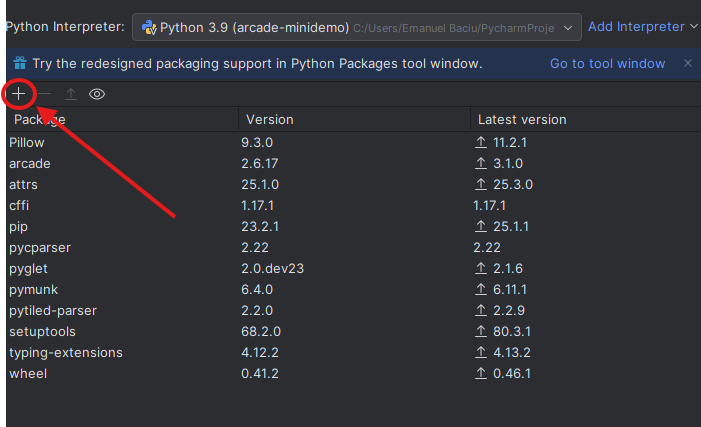 Python Interpreter: Python 3.9 (arcade-minidemo) C:/Users/Emanuel Baciu/PycharmProje Add Interpreter
Try the redesigned packaging support in Python Packages tool window. Go to tool window
Package Version Latest version
Pillow 9.3.0 11.2.1
arcade 2.6.17 3.1.0
attrs 25.1.0 25.3.0
cffi 1.17.1 1.17.1
pip 23.2.1 25.1.1
pycparser 2.22 2.22
pyglet 2.0.dev23 2.1.6
pymunk 6.4.0 6.11.1
pytiled-parser 2.2.0 2.2.9
setuptools 68.2.0 80.3.1
typing-extensions 4.12.2 4.13.2
wheel 0.41.2 0.46.1